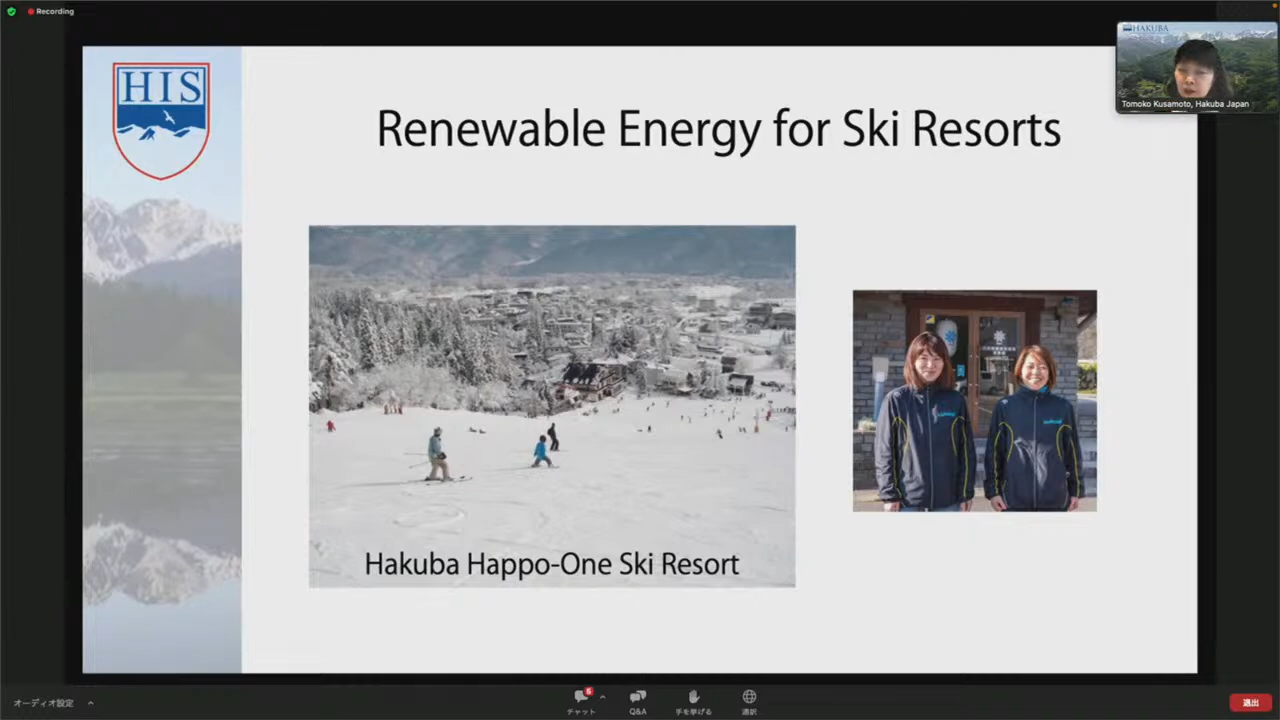 Recording
HAKUBA
Tomoko Kusamoto, Hakuba Japan
HIS
Renewable Energy for Ski Resorts
Hakuba Happo-One Ski Resort
オーディオ設定
6
チャット
Q&A
手を挙げる
通訳
退出